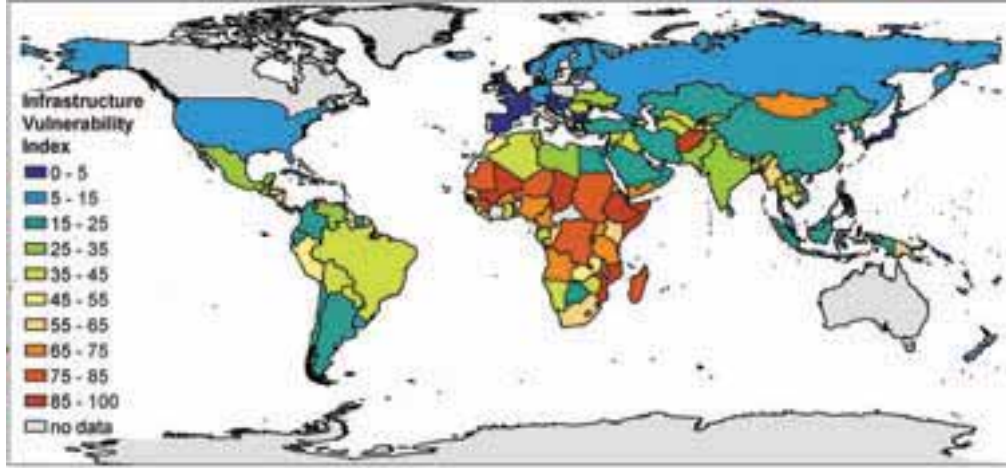 Infrastructure
Vulnerability
Index
0 - 5
5 - 15
15 - 25
25 - 35
35 - 45
45 - 55
55 - 65
65 - 75
75 - 85
85 - 100
no data